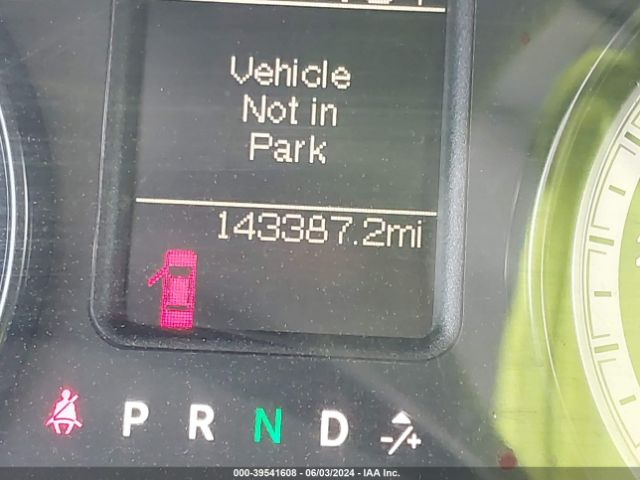 Vehicle
Not in
Park
143387.2mi
P R N D -/+
000-39541608 - 06/03/2024 - IAA Inc.